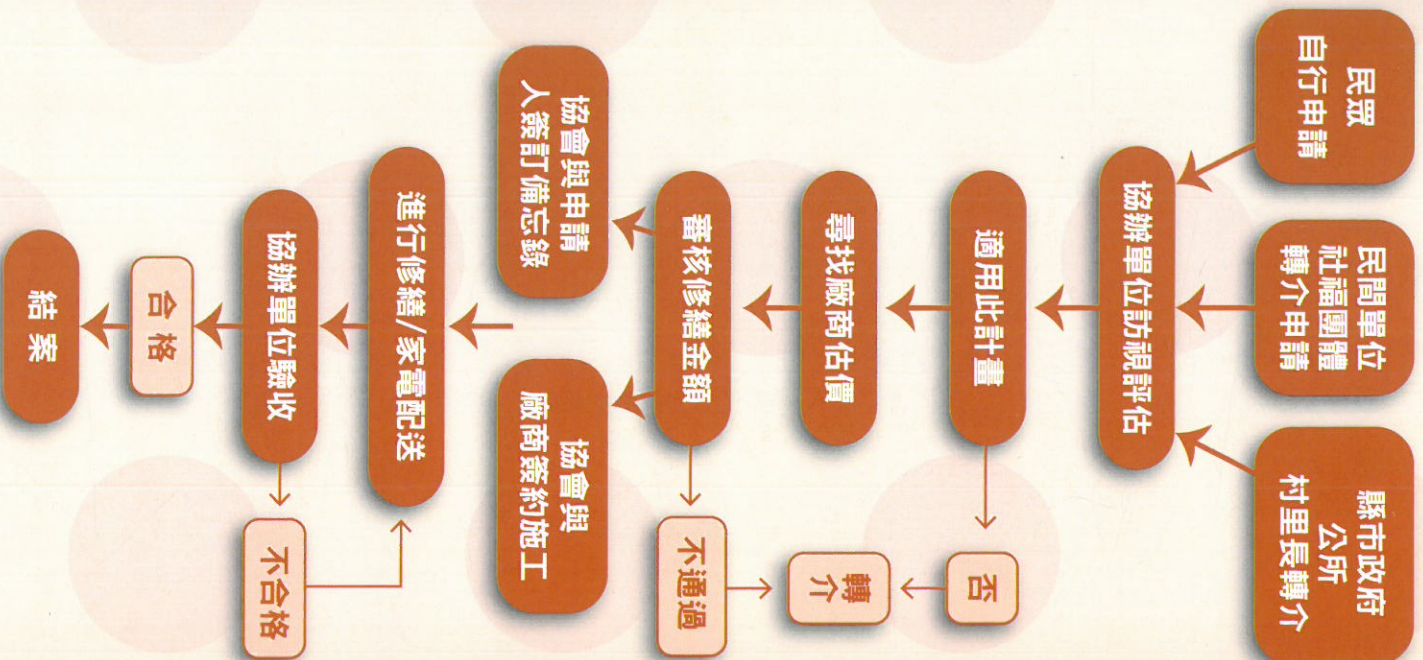 民眾
自行申請
民間單位
社福團體
轉介申請
縣市政府
公所
村里長轉介
協辦單位訪視評估
適用此計畫
否
尋找廠商估價
轉介
審核修繕金額
不通過
協會與申請
人簽訂備忘錄
協會與
廠商簽約施工
進行修繕/家電配送
協辦單位驗收
不合格
合格
結案